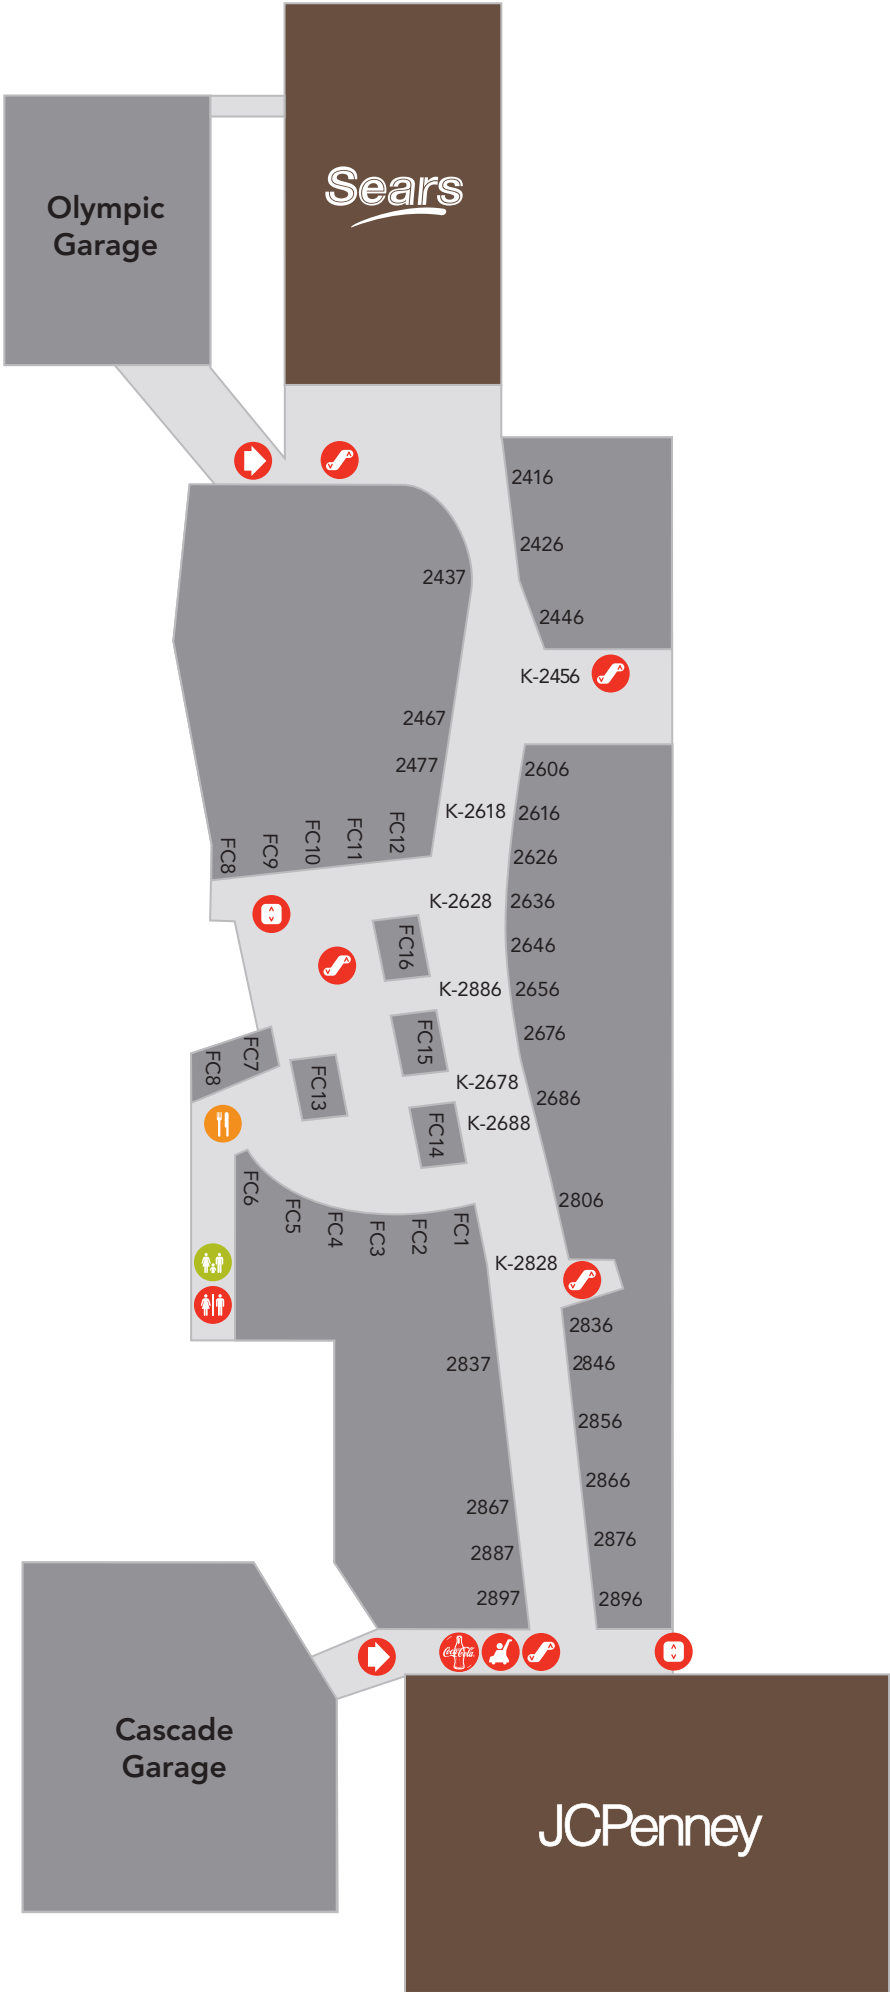 Sears
Olympic
Garage
2416
2426
2437
2446
K-2456
2467
2477
2606
K-2618
2616
FC8
FC9
FC10
FC11
FC12
2626
K-2628
2636
FC16
2646
K-2886
2656
FC15
2676
FC8
FC7
FC13
K-2678
2686
FC14
K-2688
FC6
FC5
FC4
FC3
FC2
FC1
2806
K-2828
2836
2837
2846
2856
2867
2866
2887
2876
2897
2896
Coca-Cola
Cascade
Garage
JCPenney